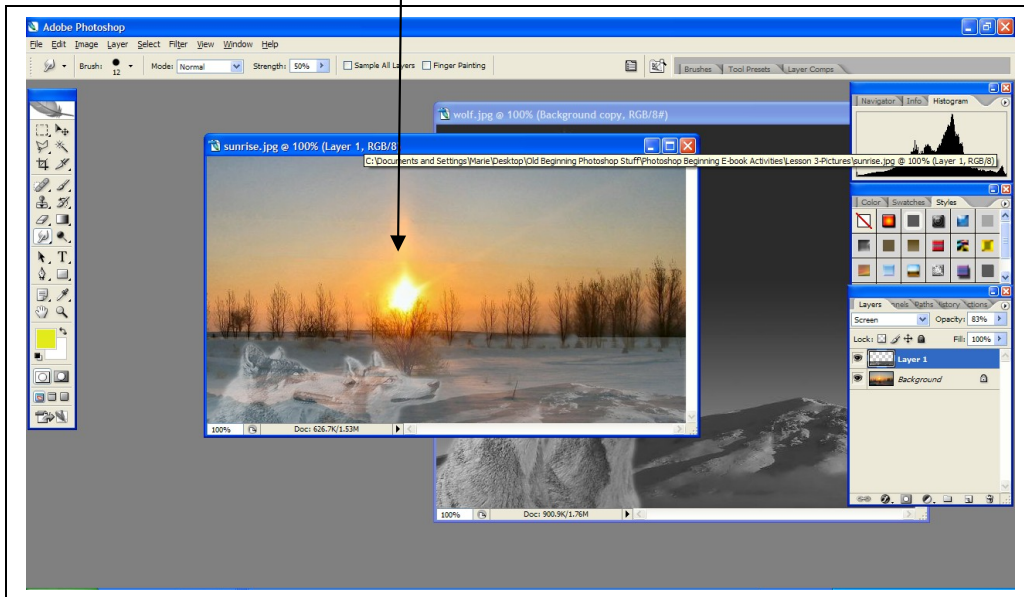 Adobe Photoshop
File Edit Image Layer Select Filter View Window Help
Brush: 12 Mode: Normal Strength: 50% Sample All Layers Finger Painting Brushes Tool Presets Layer Comps
Navigator Info Histogram
wolf.jpg @ 100% (Background copy, RGB/8#)
sunrise.jpg @ 100% (Layer 1, RGB/8)
C:\Documents and Settings\Marie\Desktop\Old Beginning Photoshop Stuff\Photoshop Beginning E-book Activities\Lesson 3-Pictures\sunrise.jpg @ 100% (Layer 1, RGB/8)
Color Swatches Styles
T
Layers nnels Paths istory ctions
Screen Opacity: 83%
Lock: Fill: 100%
Layer 1
Background
100% Doc: 626.7K/1.53M
100% Doc: 900.9K/1.76M